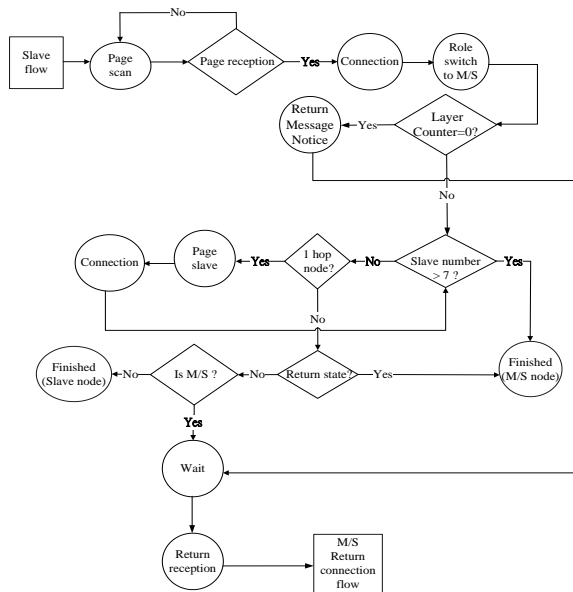 No
Slave
flow
Page
scan
Page reception
Yes
Connection
Role
switch
to M/S
Return
Message
Notice
Yes
Layer
Counter=0?
No
Connection
Page
slave
Yes
1 hop
node?
No
Slave number
> 7 ?
Yes
No
Finished
(Slave node)
No
Is M/S ?
No
Return state?
Yes
Finished
(M/S node)
Yes
Wait
Return
reception
M/S
Return
connection
flow